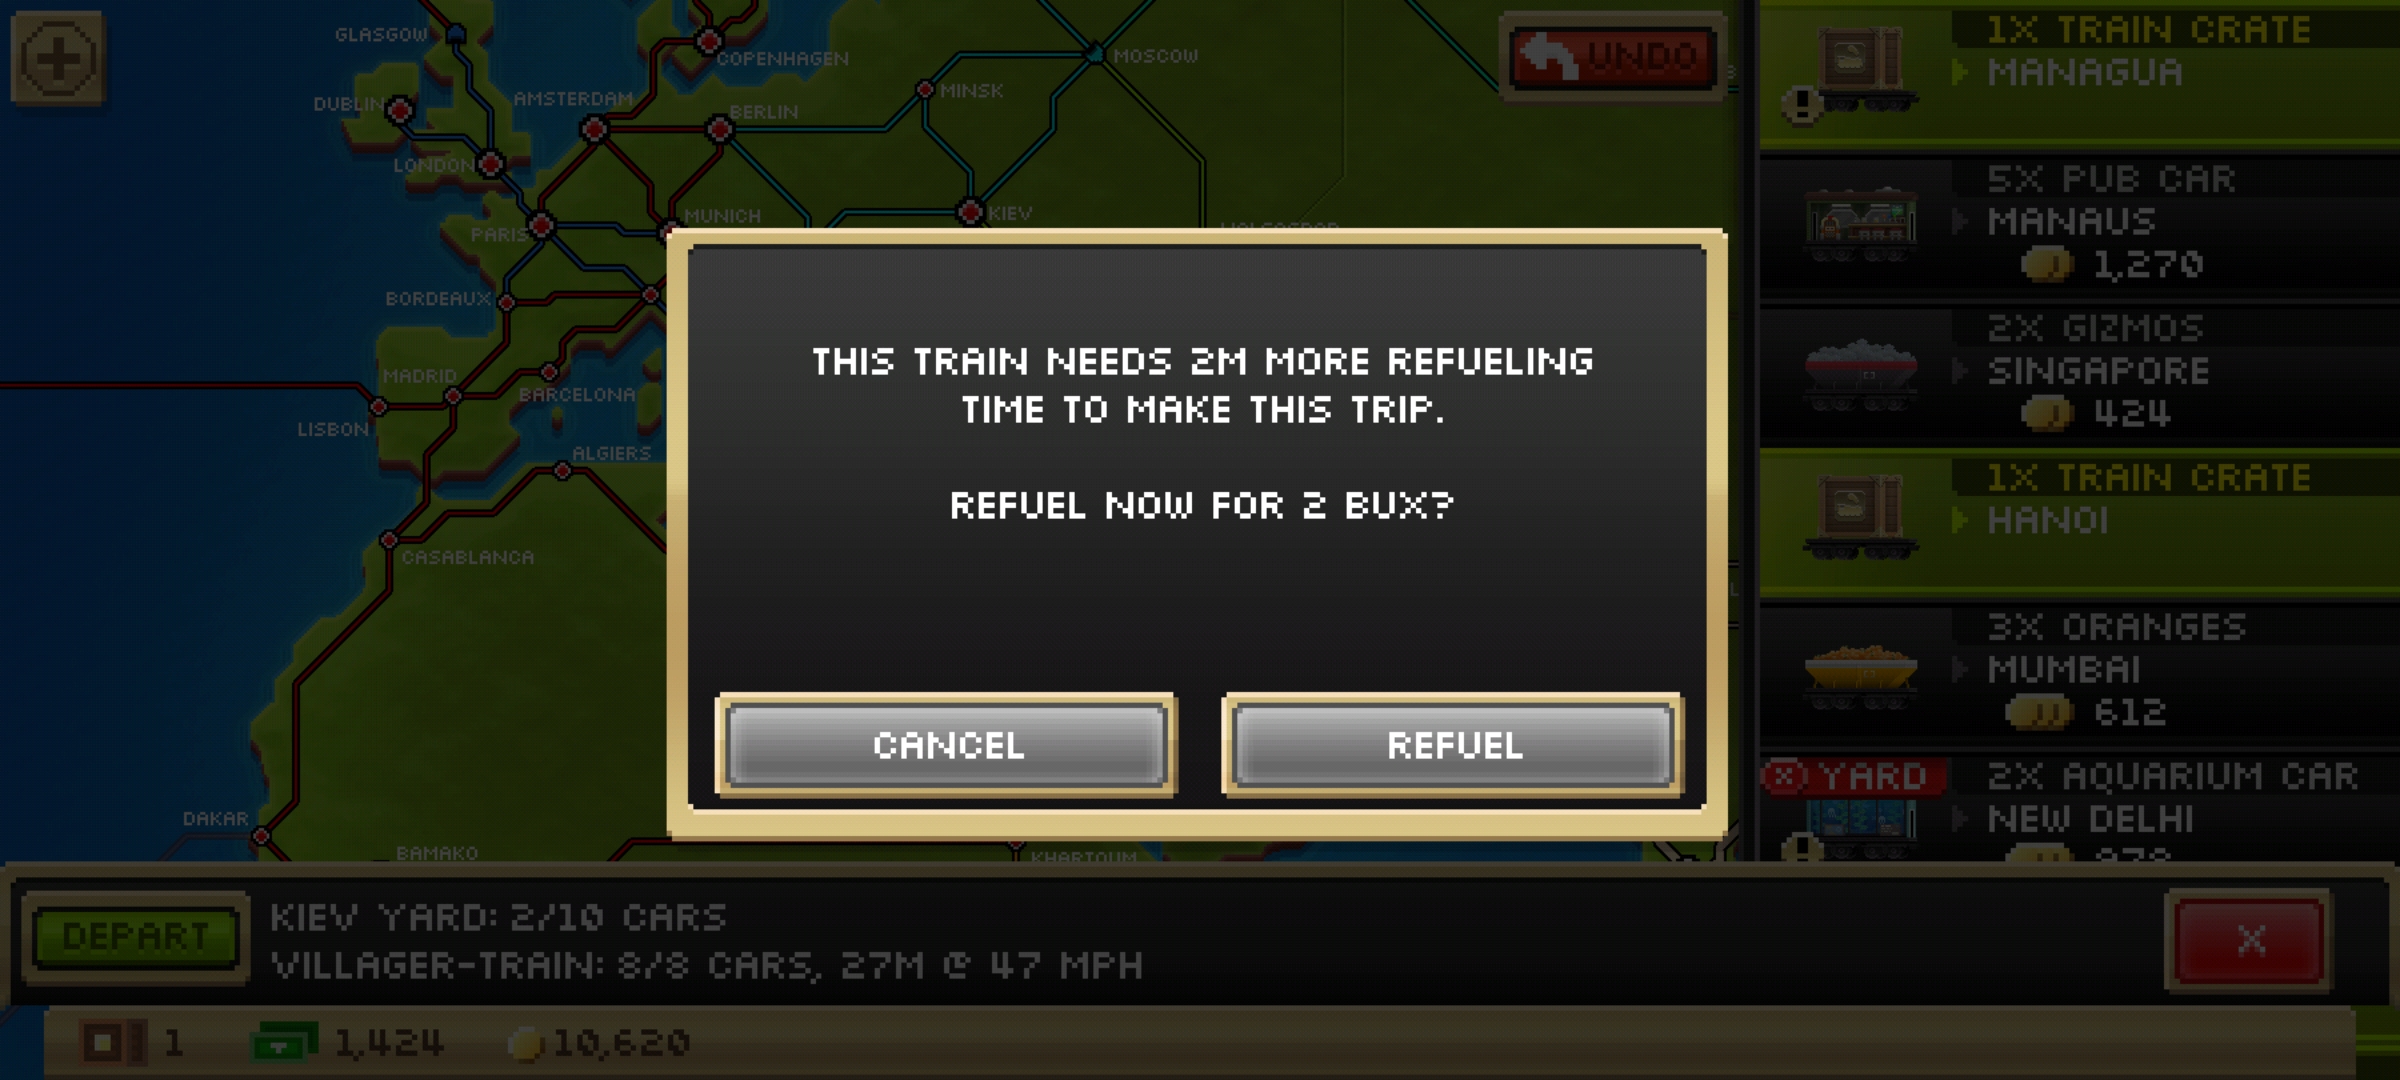 GLASGOW
COPENHAGEN
MOSCOW
UNDO
DUBLIN
AMSTERDAM
BERLIN
MINSK
LONDON
PARIS
MUNICH
KIEV
BORDEAUX
MADRID
BARCELONA
LISBON
ALGIERS
CASABLANCA
DAKAR
BAMAKO
KHARTOUM
THIS TRAIN NEEDS 2M MORE REFUELING
TIME TO MAKE THIS TRIP.
REFUEL NOW FOR 2 BUX?
CANCEL
REFUEL
1X TRAIN CRATE
MANAGUA
5X PUB CAR
MANAUS
1,270
2X GIZMOS
SINGAPORE
424
1X TRAIN CRATE
HANOI
3X ORANGES
MUMBAI
612
X YARD
2X AQUARIUM CAR
NEW DELHI
DEPART
KIEV YARD: 2/10 CARS
VILLAGER-TRAIN: 8/8 CARS, 27M @ 47 MPH
X
1
1,424
10,620